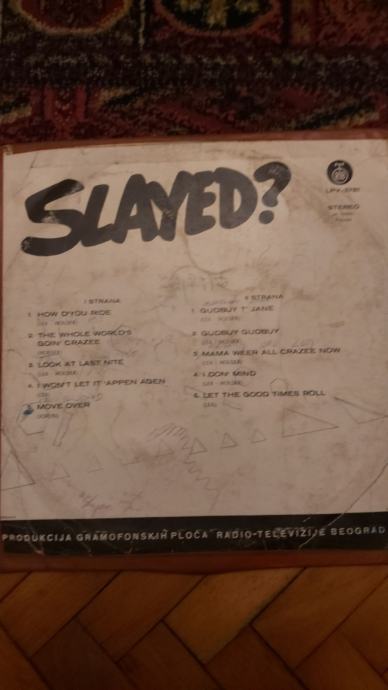 SLAYED?
STEREO
I STRANA
1. HOW D'YOU RIDE
2. THE WHOLE WORLD'S
GOIN' CRAZEE
3. LOOK AT LAST NITE
4. I WON'T LET IT 'APPEN AGEN
5. MOVE OVER
II STRANA
1. GUDBUY T' JANE
2. GUDBUY GUDBUY
3. MAMA WEER ALL CRAZEE NOW
4. I DON' MIND
5. LET THE GOOD TIMES ROLL
PRODUKCIJA GRAMOFONSKIH PLOČA RADIO-TELEVIZIJE BEOGRAD